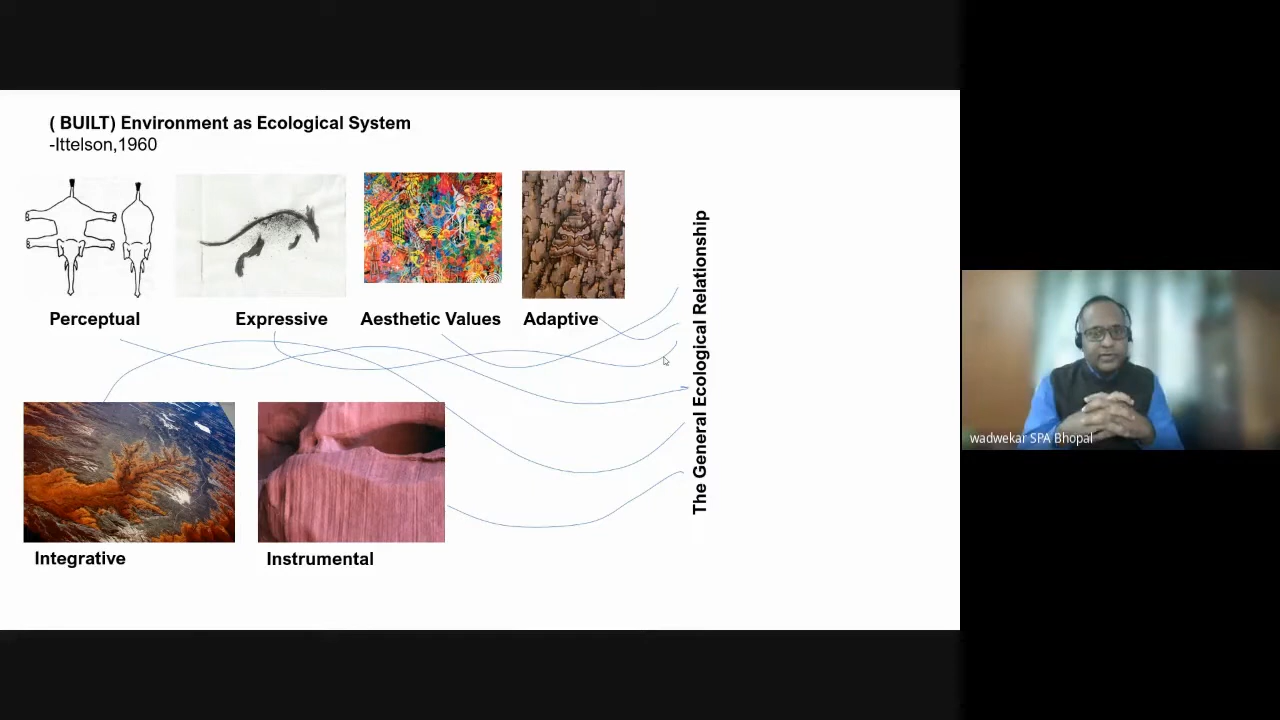 ( BUILT) Environment as Ecological System
-Ittelson,1960
Perceptual
Expressive
Aesthetic Values
Adaptive
The General Ecological Relationship
Integrative
Instrumental
wadwekar SPA Bhopal